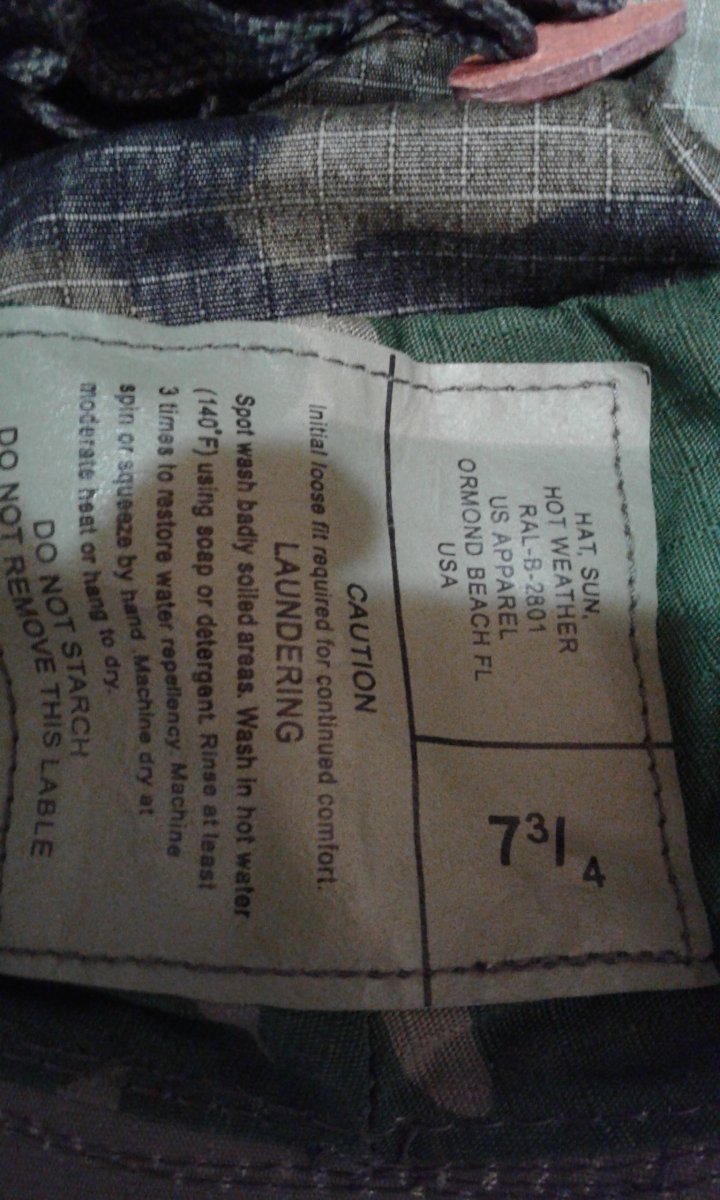 HAT, SUN,
HOT WEATHER
RAL-B-2801
US APPAREL
ORMOND BEACH FL
USA
7 3/4
CAUTION
Initial loose fit required for continued comfort.
LAUNDERING
Spot wash badly soiled areas. Wash in hot water
(140°F) using soap or detergent. Rinse at least
3 times to restore water repellency. Machine
spin or squeeze by hand. Machine dry at
moderate heat or hang to dry.
DO NOT STARCH
DO NOT REMOVE THIS LABLE